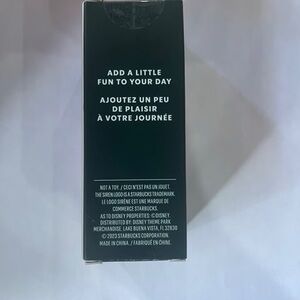 ADD A LITTLE
FUN TO YOUR DAY
AJOUTEZ UN PEU
DE PLAISIR
À VOTRE JOURNÉE
NOT A TOY. / CECI N'EST PAS UN JOUET.
THE SIREN LOGO IS A STARBUCKS TRADEMARK.
LE LOGO SIRÈNE EST UNE MARQUE DE
COMMERCE STARBUCKS.
AS TO DISNEY PROPERTIES: ©DISNEY.
DISTRIBUTED BY: DISNEY THEME PARK
MERCHANDISE, LAKE BUENA VISTA, FL 32830
© 2023 STARBUCKS CORPORATION.
MADE IN CHINA. / FABRIQUÉ EN CHINE.